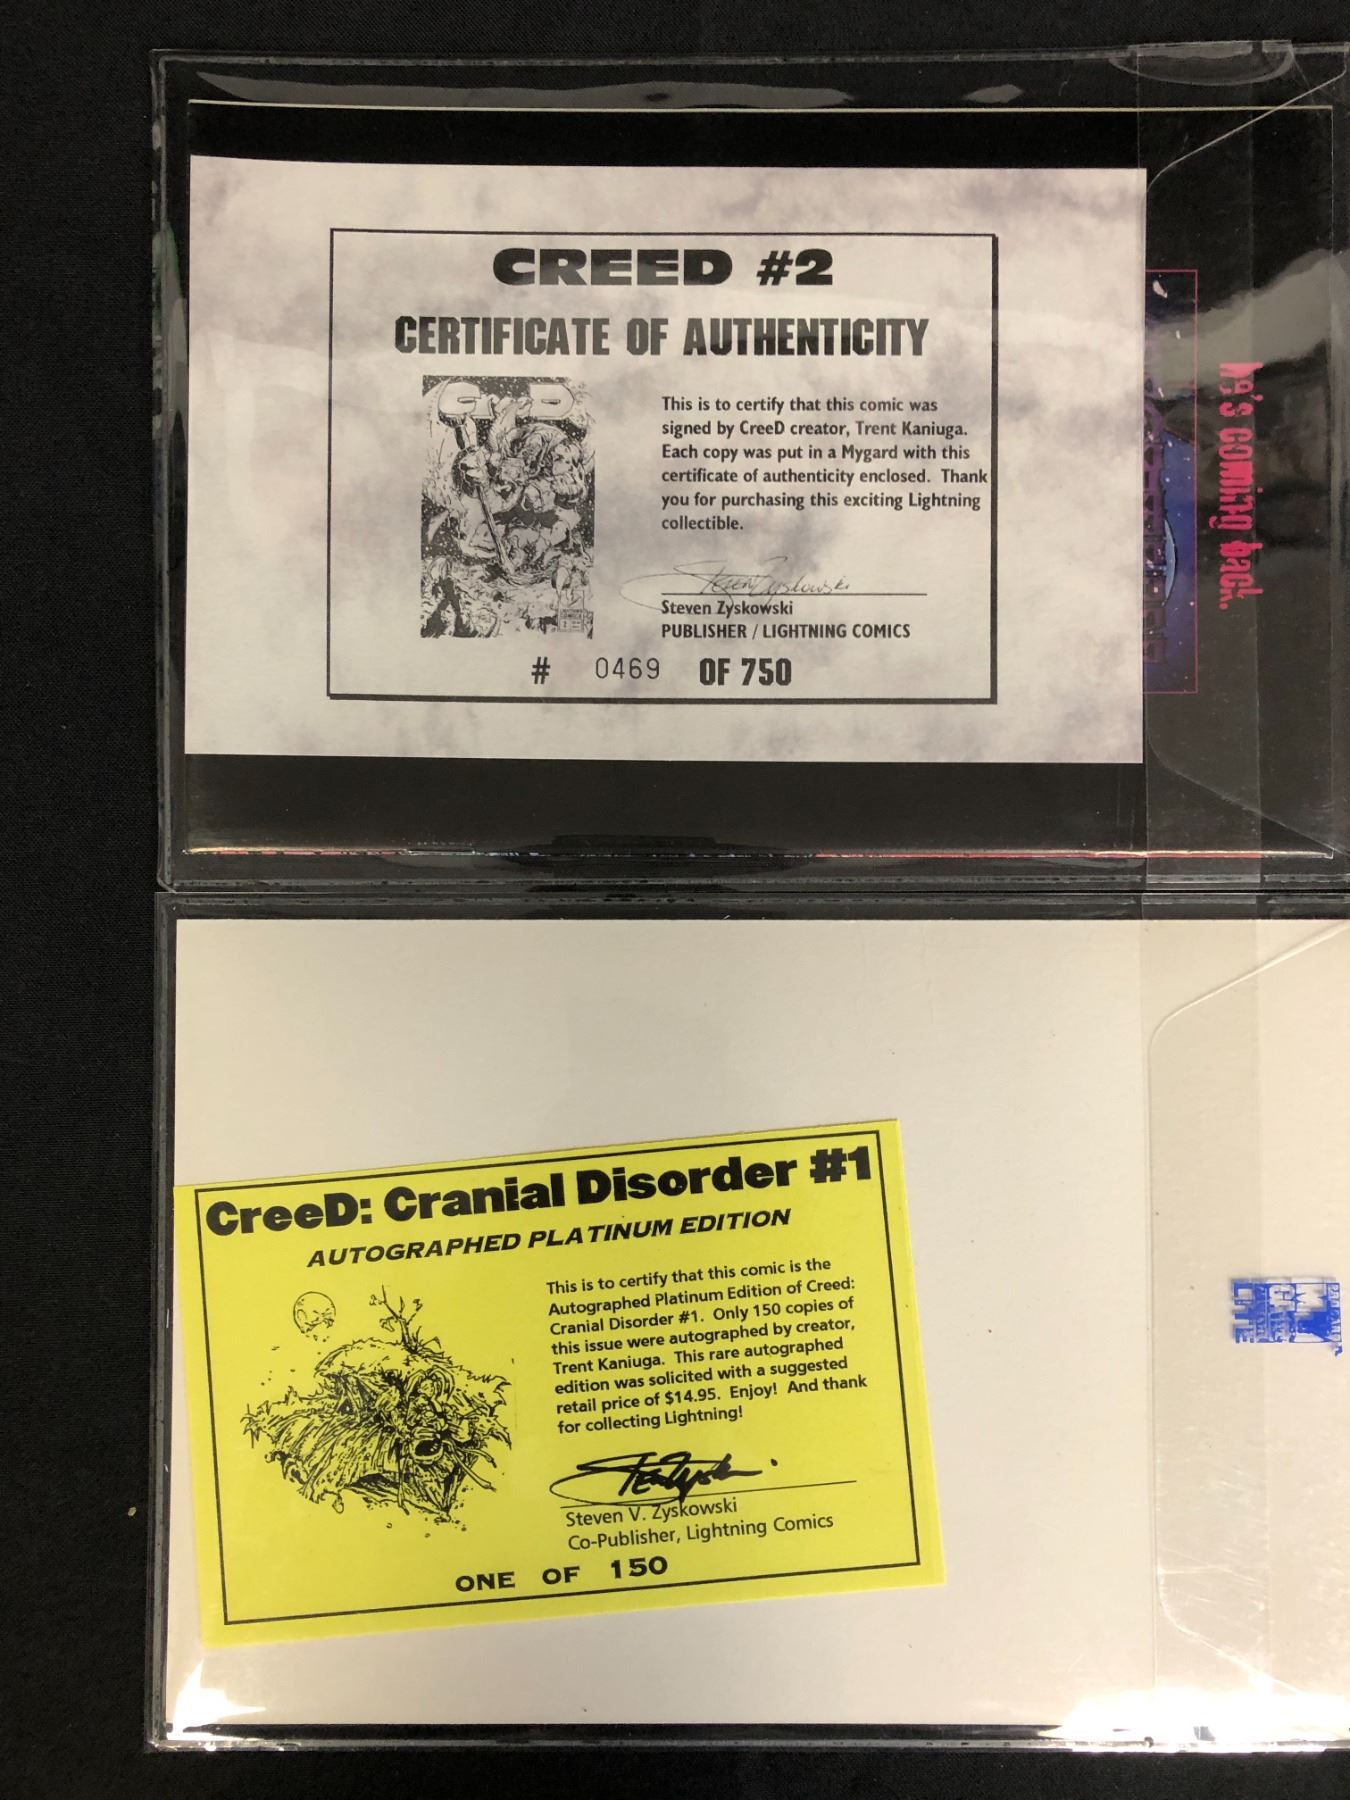 CREED #2
CERTIFICATE OF AUTHENTICITY
This is to certify that this comic was
signed by CreeD creator, Trent Kaniuga.
Each copy was put in a Mygard with this
certificate of authenticity enclosed. Thank
you for purchasing this exciting Lightning
collectible.
Steven Zyskowski
Steven Zyskowski
PUBLISHER / LIGHTNING COMICS
# 0469 OF 750
he's coming back.
CreeD: Cranial Disorder #1
AUTOGRAPHED PLATINUM EDITION
This is to certify that this comic is the
Autographed Platinum Edition of Creed:
Cranial Disorder #1. Only 150 copies of
this issue were autographed by creator,
Trent Kaniuga. This rare autographed
edition was solicited with a suggested
retail price of $14.95. Enjoy! And thank
for collecting Lightning!
Steven V. Zyskowski
Co-Publisher, Lightning Comics
ONE OF 150